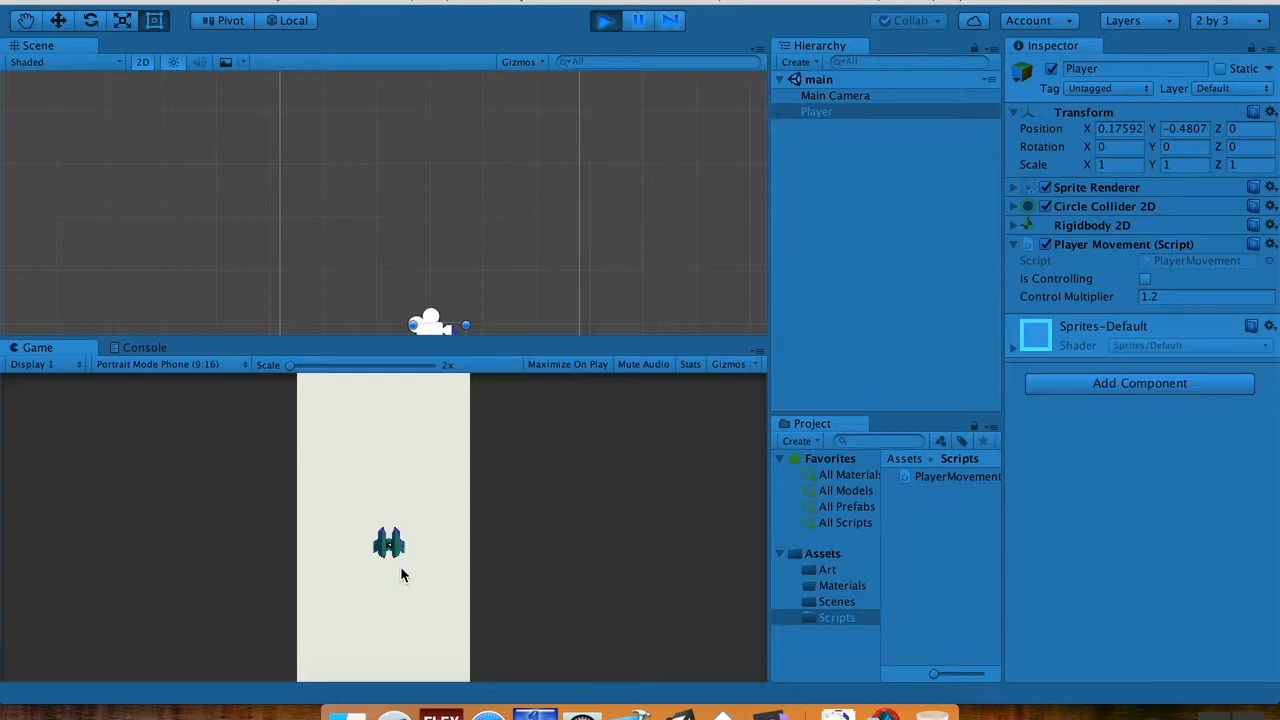 Pivot Local Collab Account Layers 2 by 3
Scene
Shaded 2D Gizmos All
Game Console
Display 1 Portrait Mode Phone (9:16) Scale 2x Maximize On Play Mute Audio Stats Gizmos
Hierarchy
Create All
main
Main Camera
Player
Project
Create
Favorites
All Materials
All Models
All Prefabs
All Scripts
Assets
Art
Materials
Scenes
Scripts
Assets Scripts
PlayerMovement
Inspector
Player Static
Tag Untagged Layer Default
Transform
Position X 0.17592 Y -0.4807 Z 0
Rotation X 0 Y 0 Z 0
Scale X 1 Y 1 Z 1
Sprite Renderer
Circle Collider 2D
Rigidbody 2D
Player Movement (Script)
Script PlayerMovement
Is Controlling
Control Multiplier 1.2
Sprites-Default
Shader Sprites/Default
Add Component
FLEX